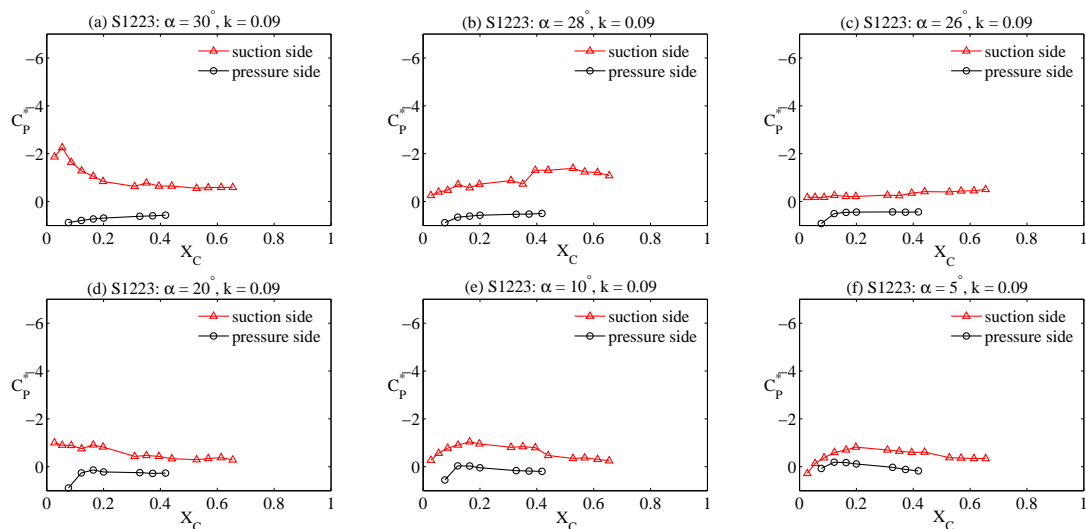 (a) S1223: α = 30°, k = 0.09
suction side
pressure side
−6
−4
−2
0
C_P^*
0 0.2 0.4 0.6 0.8 1
X_C
(b) S1223: α = 28°, k = 0.09
suction side
pressure side
−6
−4
−2
0
C_P^*
0 0.2 0.4 0.6 0.8 1
X_C
(c) S1223: α = 26°, k = 0.09
suction side
pressure side
−6
−4
−2
0
C_P^*
0 0.2 0.4 0.6 0.8 1
X_C
(d) S1223: α = 20°, k = 0.09
suction side
pressure side
−6
−4
−2
0
C_P^*
0 0.2 0.4 0.6 0.8 1
X_C
(e) S1223: α = 10°, k = 0.09
suction side
pressure side
−6
−4
−2
0
C_P^*
0 0.2 0.4 0.6 0.8 1
X_C
(f) S1223: α = 5°, k = 0.09
suction side
pressure side
−6
−4
−2
0
C_P^*
0 0.2 0.4 0.6 0.8 1
X_C